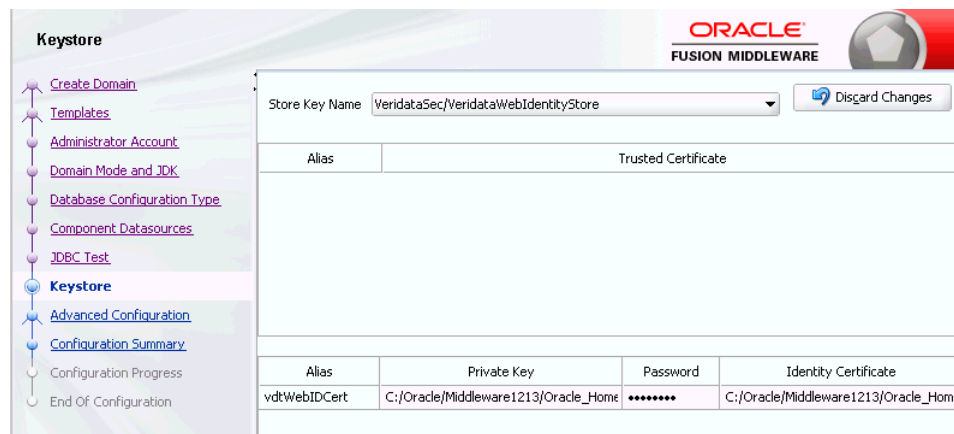 Keystore
ORACLE
FUSION MIDDLEWARE
Create Domain
Templates
Administrator Account
Domain Mode and JDK
Database Configuration Type
Component Datasources
JDBC Test
Keystore
Advanced Configuration
Configuration Summary
Configuration Progress
End Of Configuration
Store Key Name VeridataSec/VeridataWebIdentityStore Discard Changes
Alias Trusted Certificate
Alias Private Key Password Identity Certificate
vdtWebIDCert C:/Oracle/Middleware1213/Oracle_Home •••••••• C:/Oracle/Middleware1213/Oracle_Hom